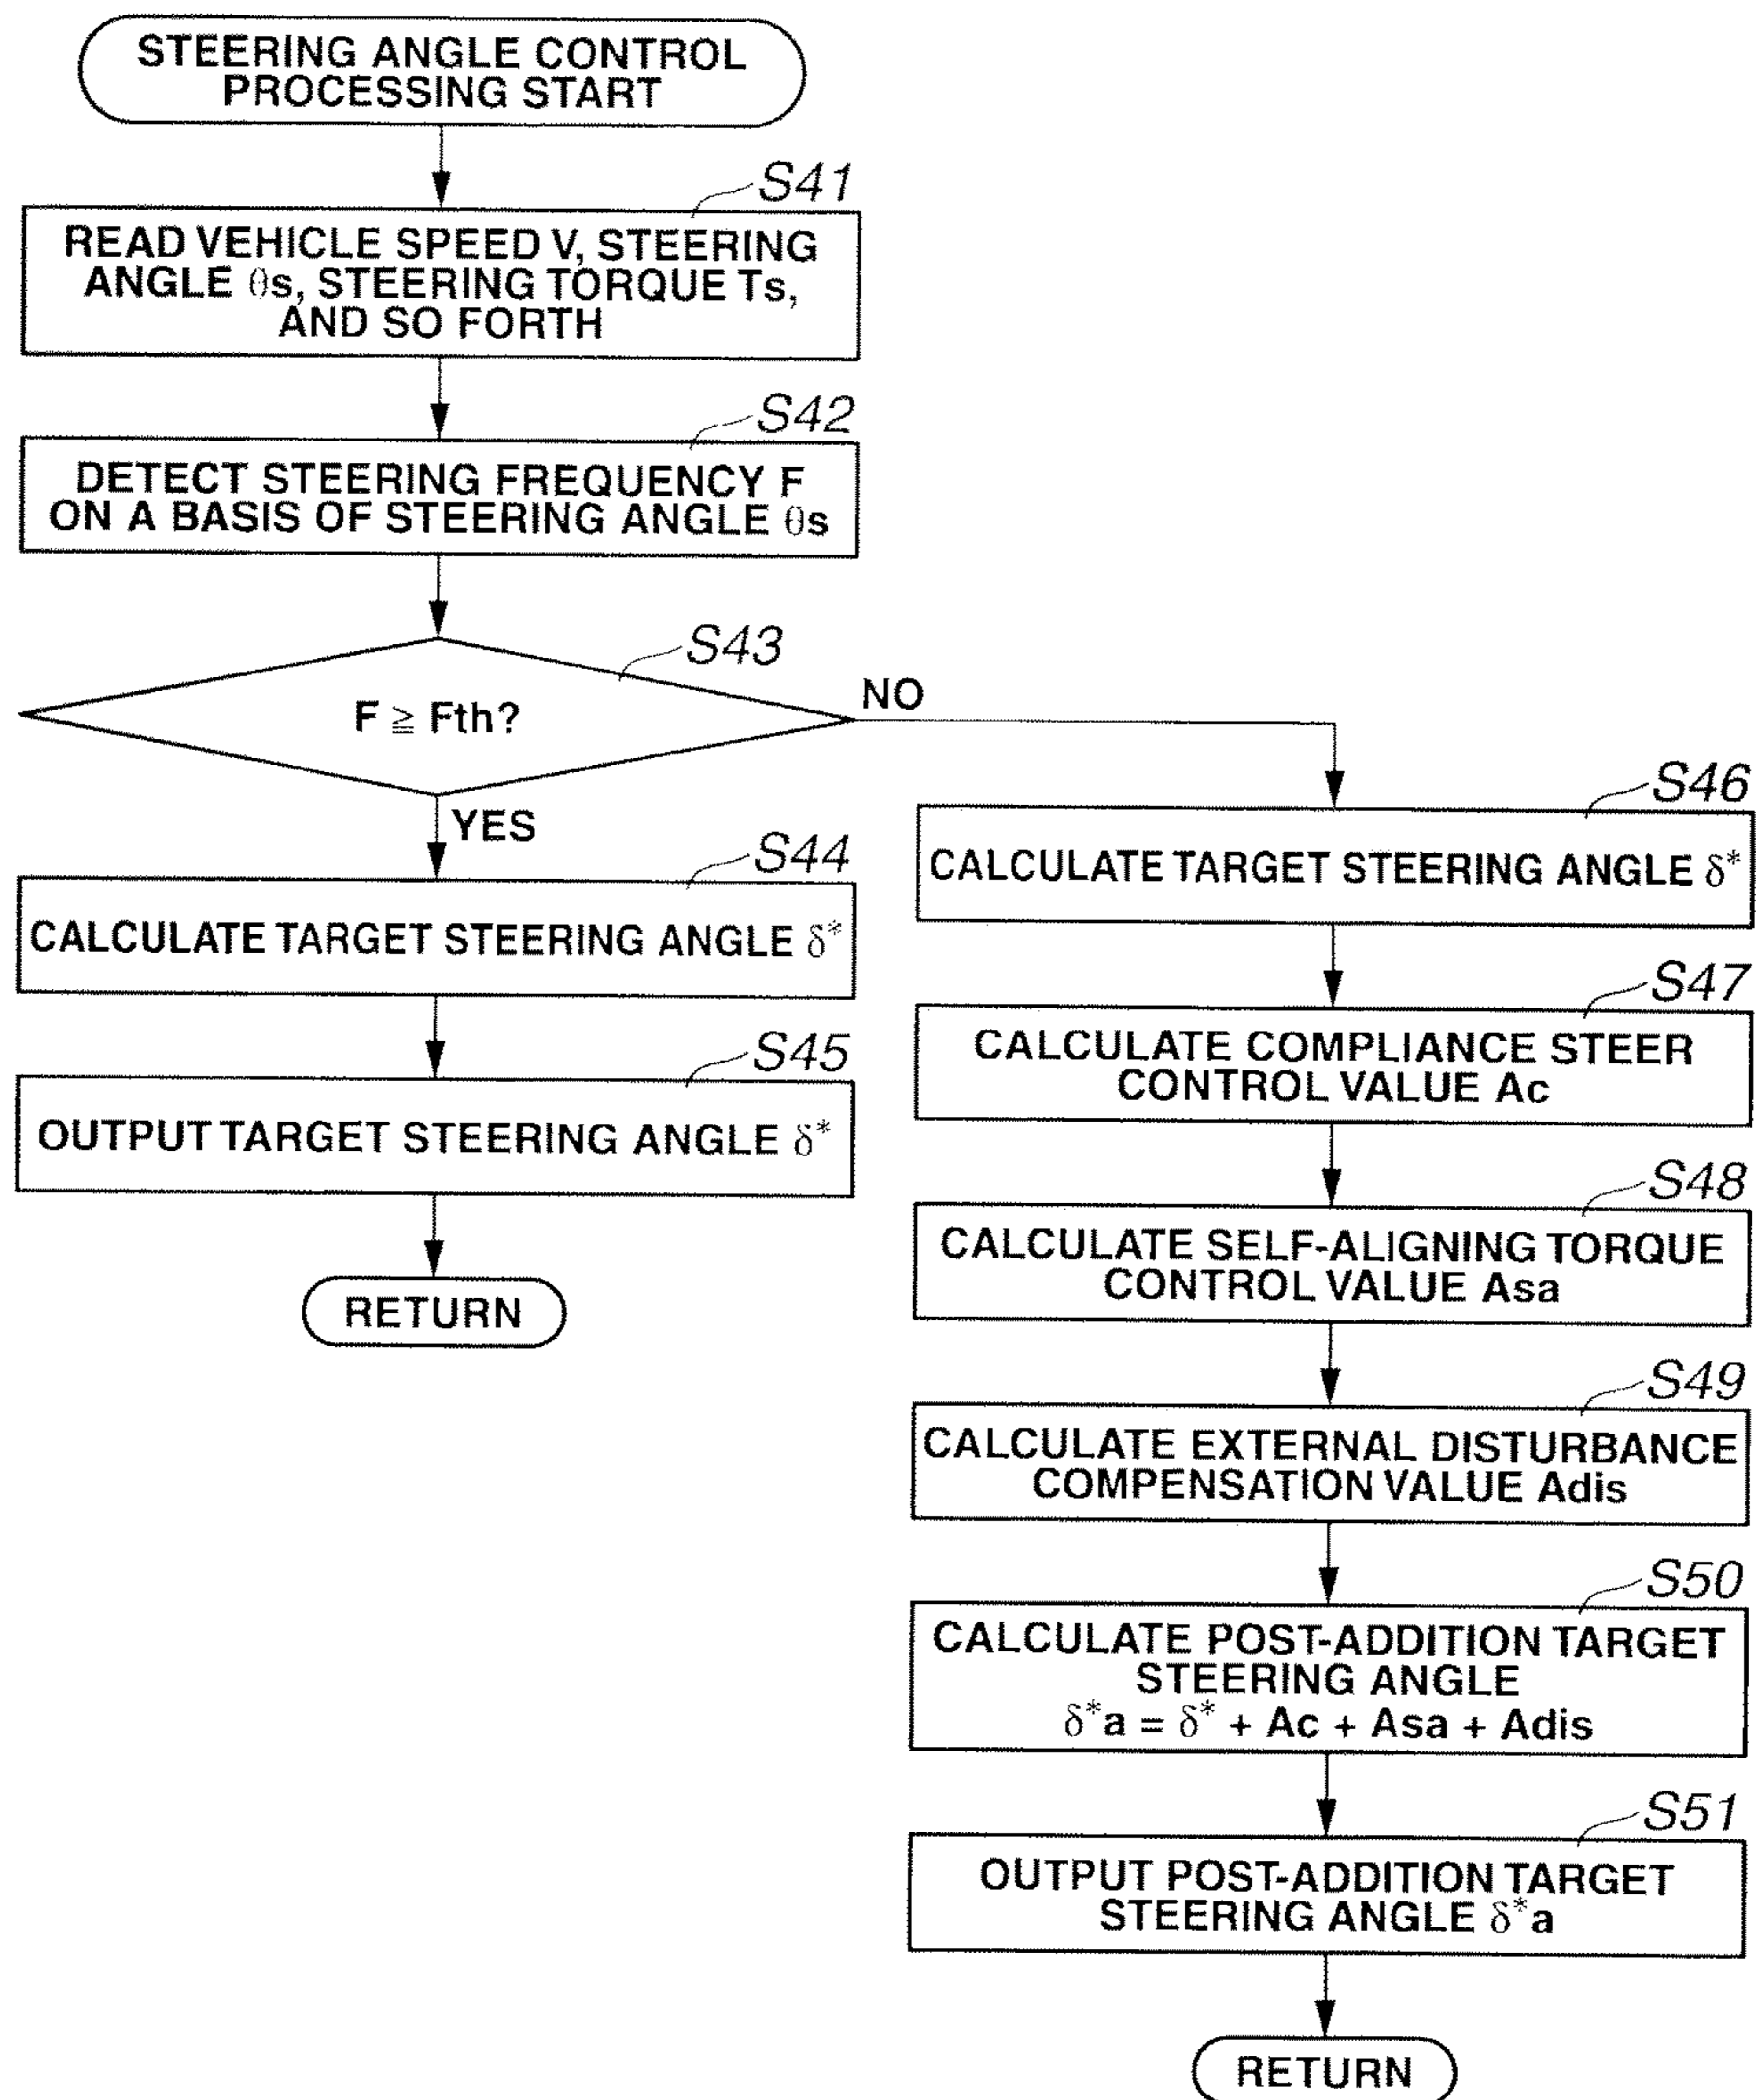 STEERING ANGLE CONTROL
PROCESSING START
S41
READ VEHICLE SPEED V, STEERING
ANGLE θs, STEERING TORQUE Ts,
AND SO FORTH
S42
DETECT STEERING FREQUENCY F
ON A BASIS OF STEERING ANGLE θs
S43
F ≧ Fth?
NO
YES
S44
CALCULATE TARGET STEERING ANGLE δ*
S45
OUTPUT TARGET STEERING ANGLE δ*
RETURN
S46
CALCULATE TARGET STEERING ANGLE δ*
S47
CALCULATE COMPLIANCE STEER
CONTROL VALUE Ac
S48
CALCULATE SELF-ALIGNING TORQUE
CONTROL VALUE Asa
S49
CALCULATE EXTERNAL DISTURBANCE
COMPENSATION VALUE Adis
S50
CALCULATE POST-ADDITION TARGET
STEERING ANGLE
δ*a = δ* + Ac + Asa + Adis
S51
OUTPUT POST-ADDITION TARGET
STEERING ANGLE δ*a
RETURN